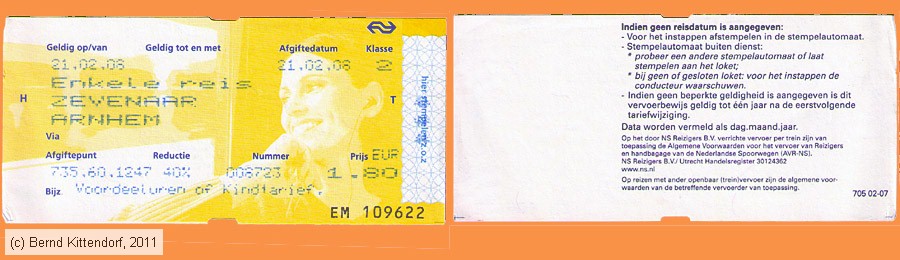 Geldig op/van Geldig tot en met Afgiftedatum Klasse
21.02.08 21.02.08 2
Enkele reis
H ZEVENAAR T
ARNHEM
Via
hier stempelen z.o.z
Afgiftepunt Reductie Nummer Prijs EUR
735.60.1247 40% 006723 1.80
Bijz. Voordeeluren of Kindtarief.
EM 109622
Indien geen reisdatum is aangegeven:
- Voor het instappen afstempelen in de stempelautomaat.
- Stempelautomaat buiten dienst:
* probeer een andere stempelautomaat of laat
stempelen aan het loket;
* bij geen of gesloten loket: voor het instappen de
conducteur waarschuwen.
- Indien geen beperkte geldigheid is aangegeven is dit
vervoerbewijs geldig tot één jaar na de eerstvolgende
tariefwijziging.
Data worden vermeld als dag.maand.jaar.
Op het door NS Reizigers B.V. verrichte vervoer per trein zijn van
toepassing de Algemene Voorwaarden voor het vervoer van Reizigers
en handbagage van de Nederlandse Spoorwegen (AVR-NS).
NS Reizigers B.V./ Utrecht Handelsregister 30124362
www.ns.nl
Op reizen met ander openbaar (trein)vervoer zijn de algemene voor-
waarden van de betreffende vervoerder van toepassing.
705 02-07
(c) Bernd Kittendorf, 2011